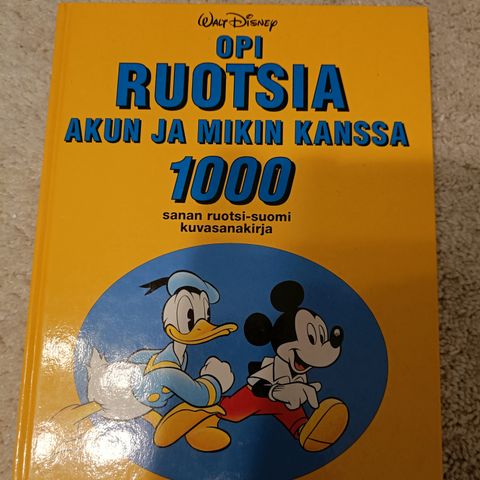 WALT DISNEY
OPI
RUOTSIA
AKUN JA MIKIN KANSSA
1000
sanan ruotsi-suomi
kuvasanakirja